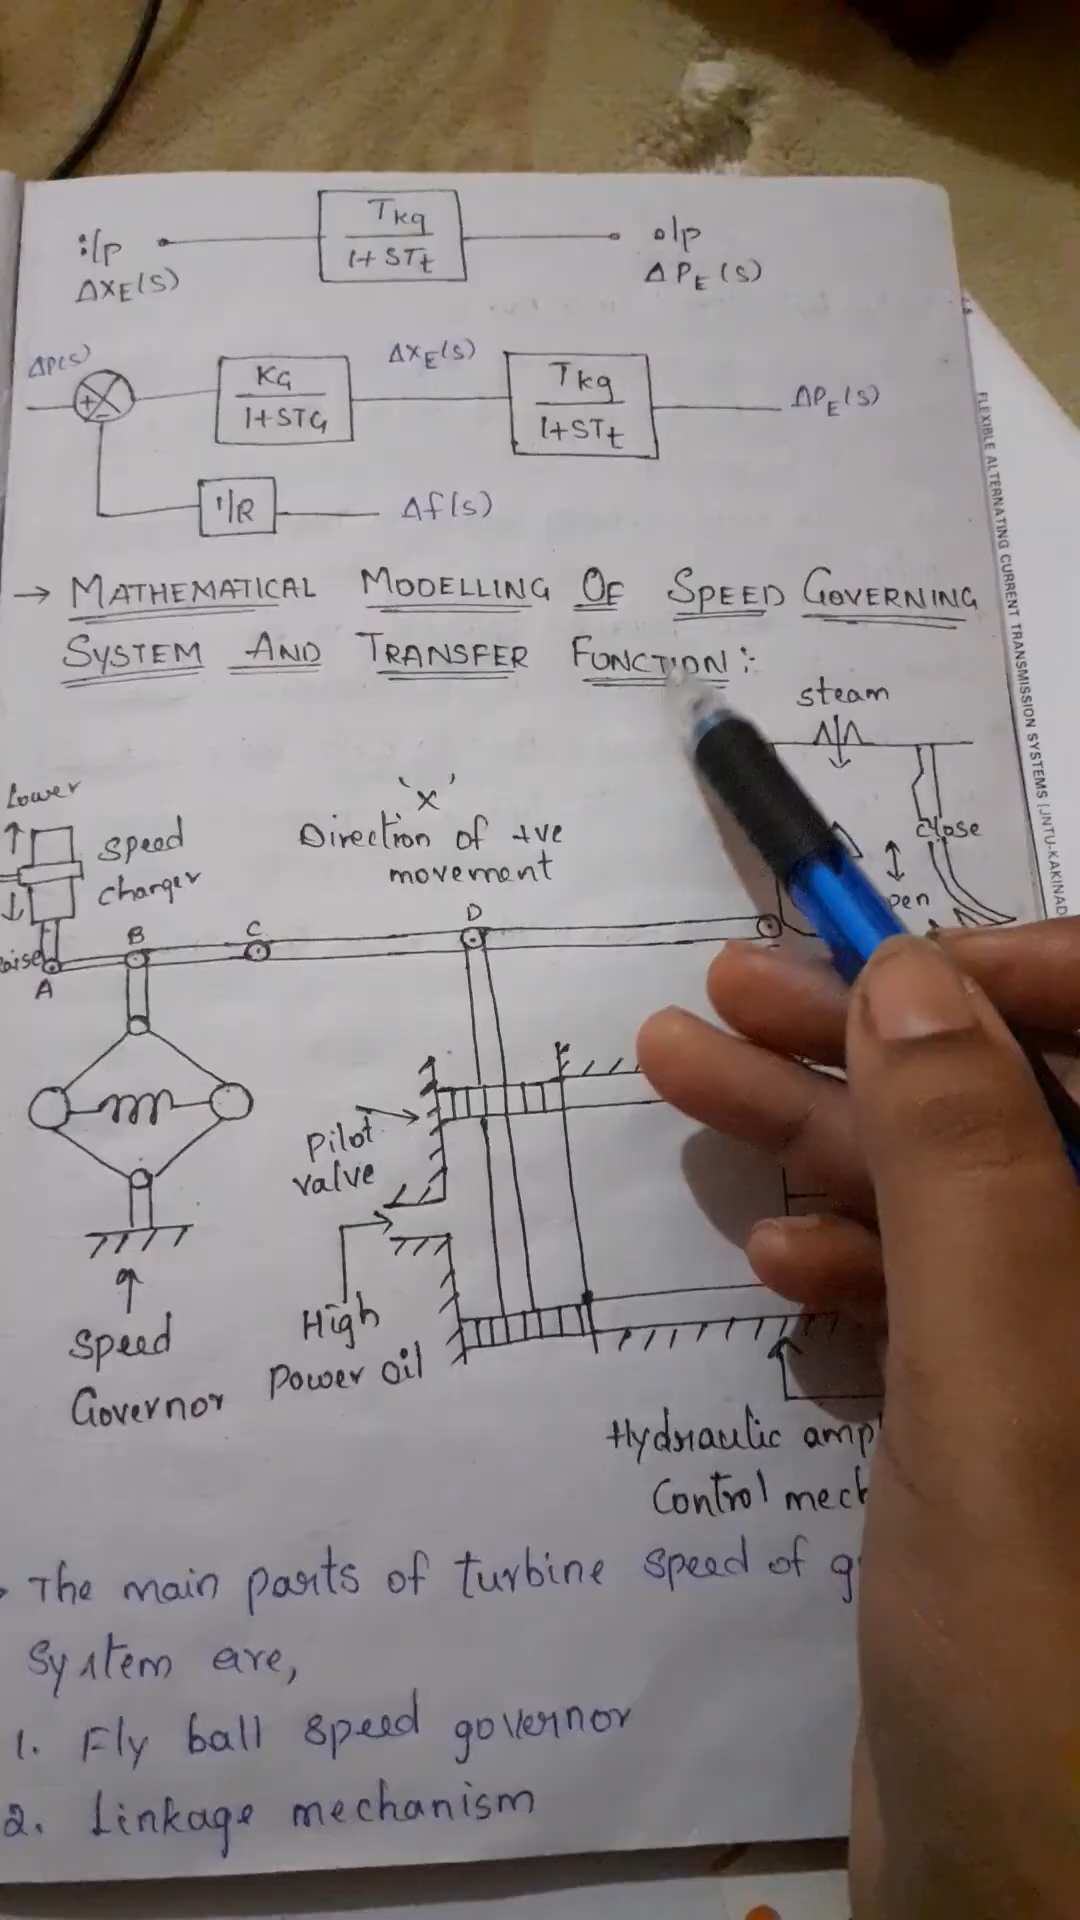 Tkg
1+STt
i/p
ΔXE(S)
o/p
ΔPE(S)
ΔP(S)
+
-
KG
1+STG
ΔXE(S)
Tkg
1+STt
ΔPE(S)
1/R
Δf(S)
→ MATHEMATICAL MODELLING OF SPEED GOVERNING
SYSTEM AND TRANSFER FUNCTION :-
steam
Lower
speed
charger
'x'
Direction of +ve
movement
close
A
B
C
D
Pilot
valve
High
Power oil
Speed
Governor
Hydraulic
Control
The main parts of turbine speed of
System are,
1. Fly ball speed governor
2. Linkage mechanism
FLEXIBLE ALTERNATING CURRENT TRANSMISSION SYSTEMS (JNTU-KAKINAD